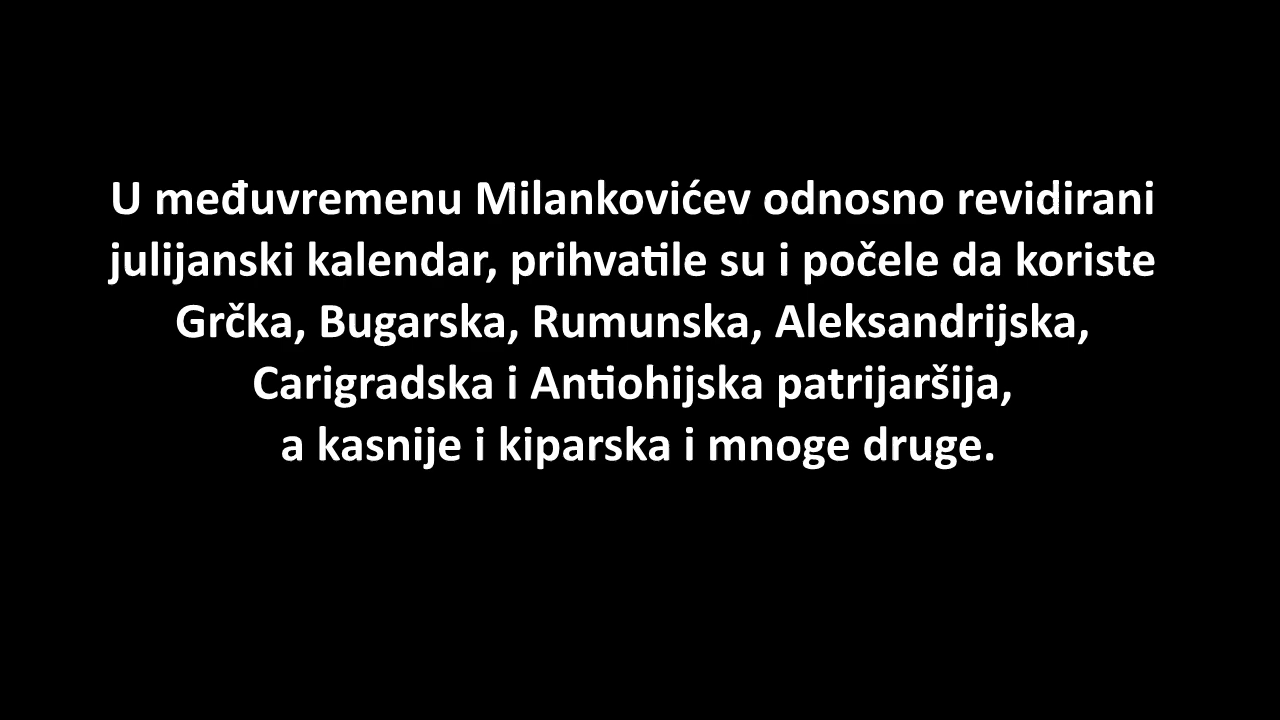 U međuvremenu Milankovićev odnosno revidirani
julijanski kalendar, prihvatile su i počele da koriste
Grčka, Bugarska, Rumunska, Aleksandrijska,
Carigradska i Antiohijska patrijaršija,
a kasnije i kiparska i mnoge druge.